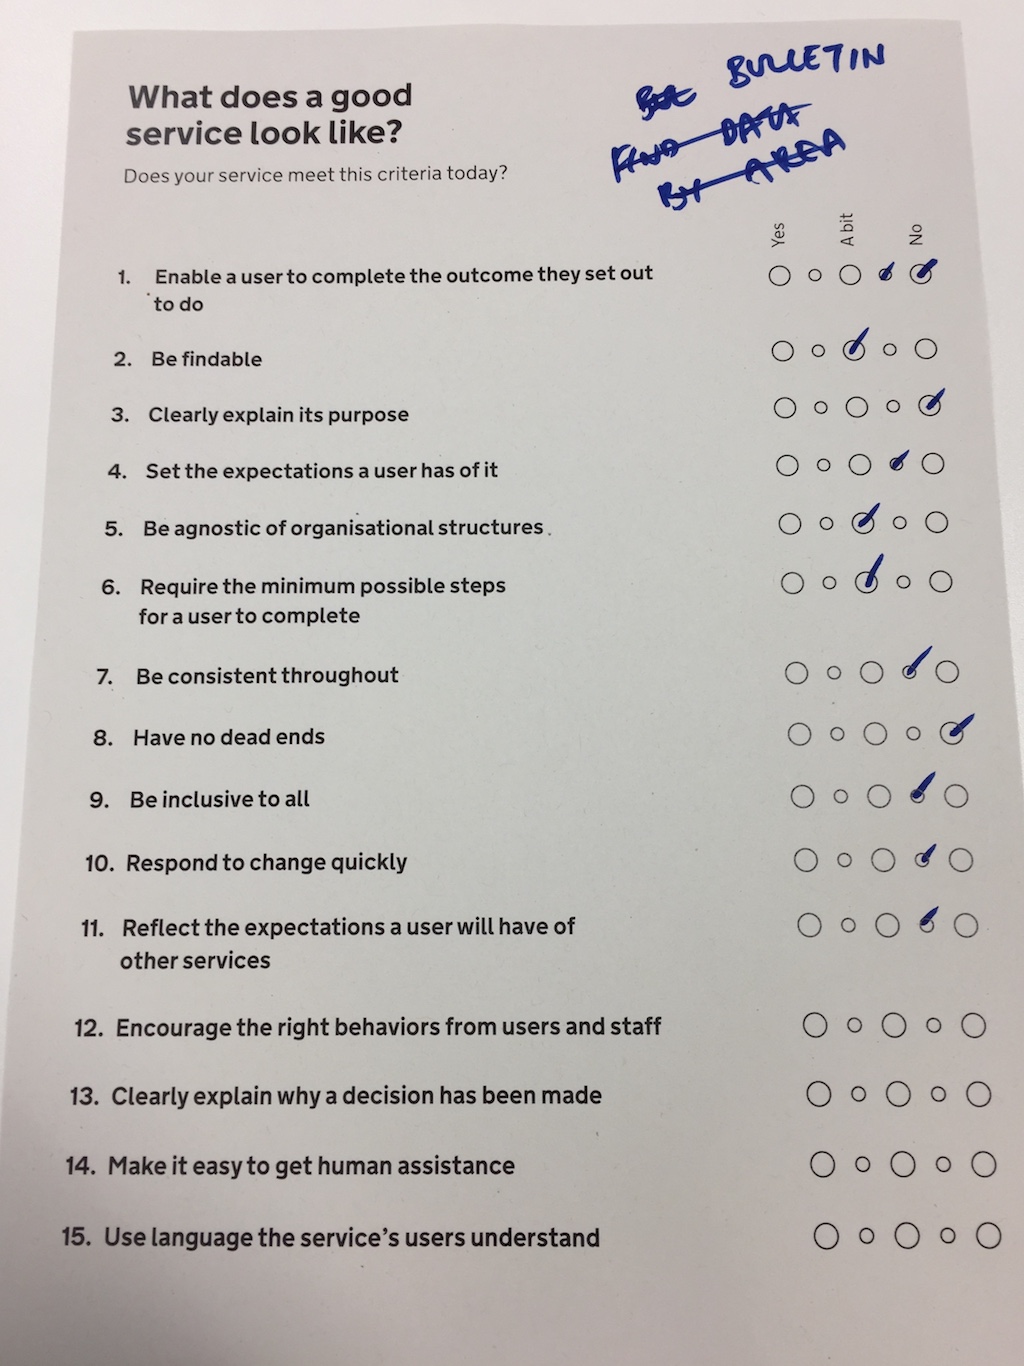 What does a good
service look like?
Does your service meet this criteria today?
BULLETIN
FIND DATA
BY AREA
Yes
A bit
No
1. Enable a user to complete the outcome they set out
to do
2. Be findable
3. Clearly explain its purpose
4. Set the expectations a user has of it
5. Be agnostic of organisational structures
6. Require the minimum possible steps
for a user to complete
7. Be consistent throughout
8. Have no dead ends
9. Be inclusive to all
10. Respond to change quickly
11. Reflect the expectations a user will have of
other services
12. Encourage the right behaviors from users and staff
13. Clearly explain why a decision has been made
14. Make it easy to get human assistance
15. Use language the service's users understand